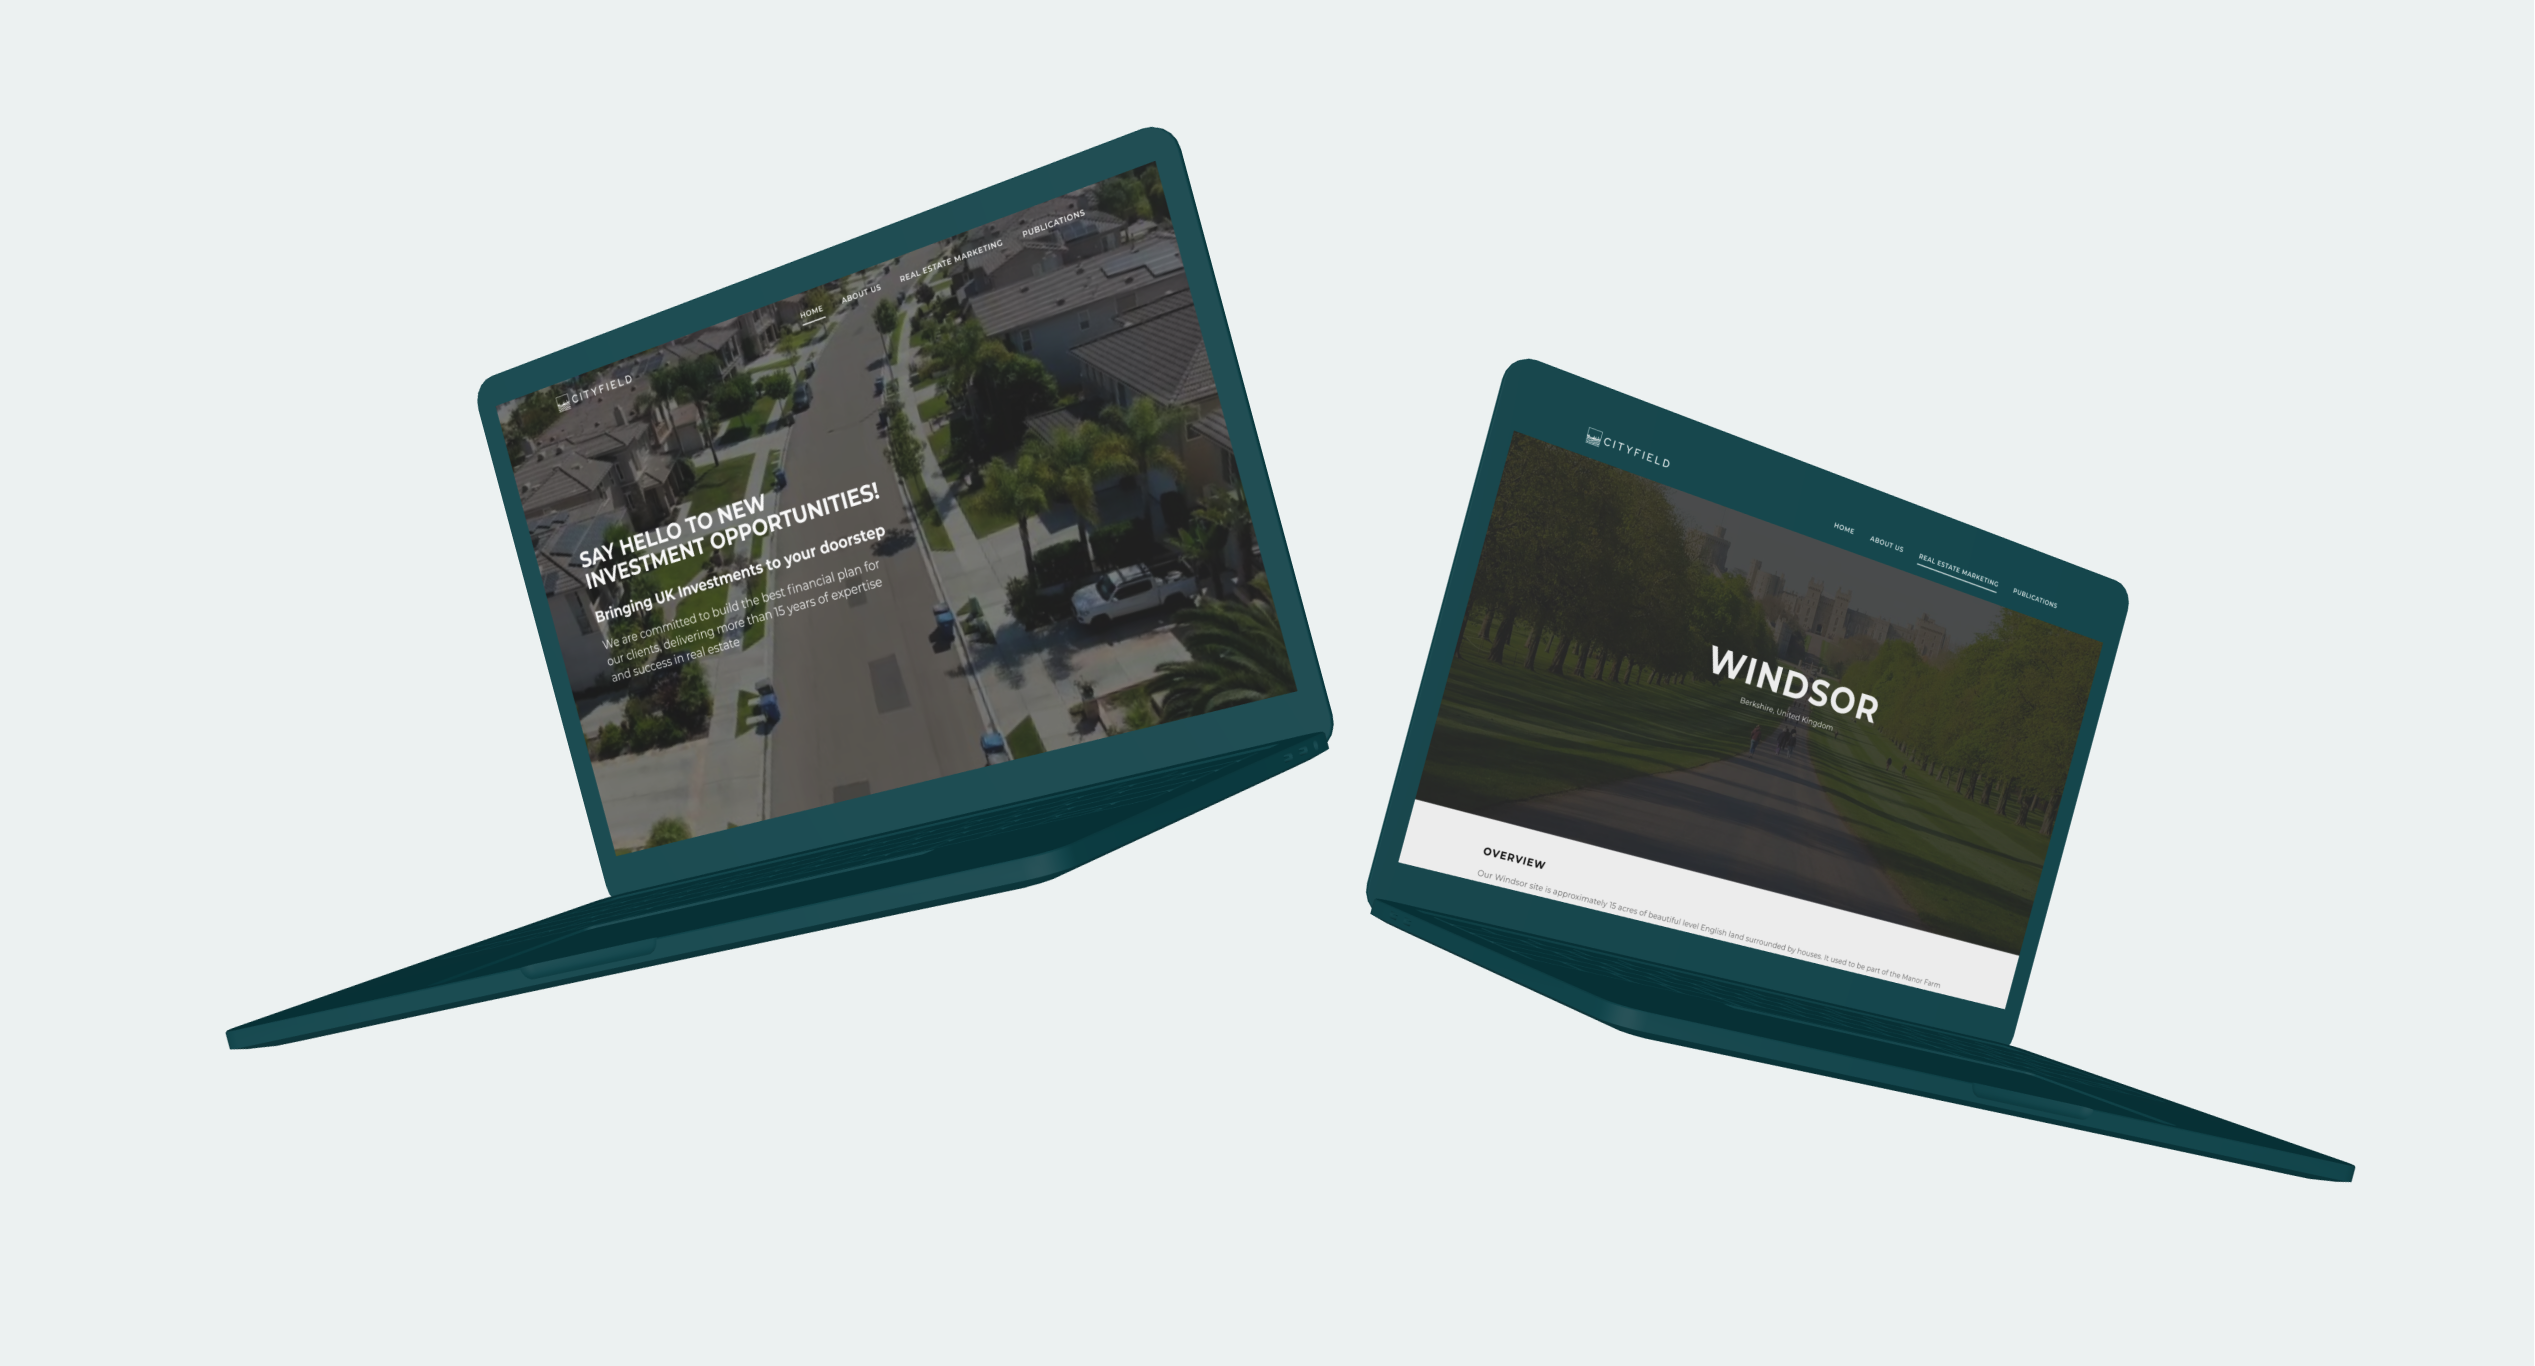 CITYFIELD
HOME
ABOUT US
REAL ESTATE MARKETING
PUBLICATIONS
SAY HELLO TO NEW
INVESTMENT OPPORTUNITIES!
Bringing UK Investments to your doorstep
We are committed to build the best financial plan for
our clients, delivering more than 15 years of expertise
and success in real estate
CITYFIELD
HOME
ABOUT US
REAL ESTATE MARKETING
PUBLICATIONS
WINDSOR
Berkshire, United Kingdom
OVERVIEW
Our Windsor site is approximately 15 acres of beautiful level English land surrounded by houses. It used to be part of the Manor Farm